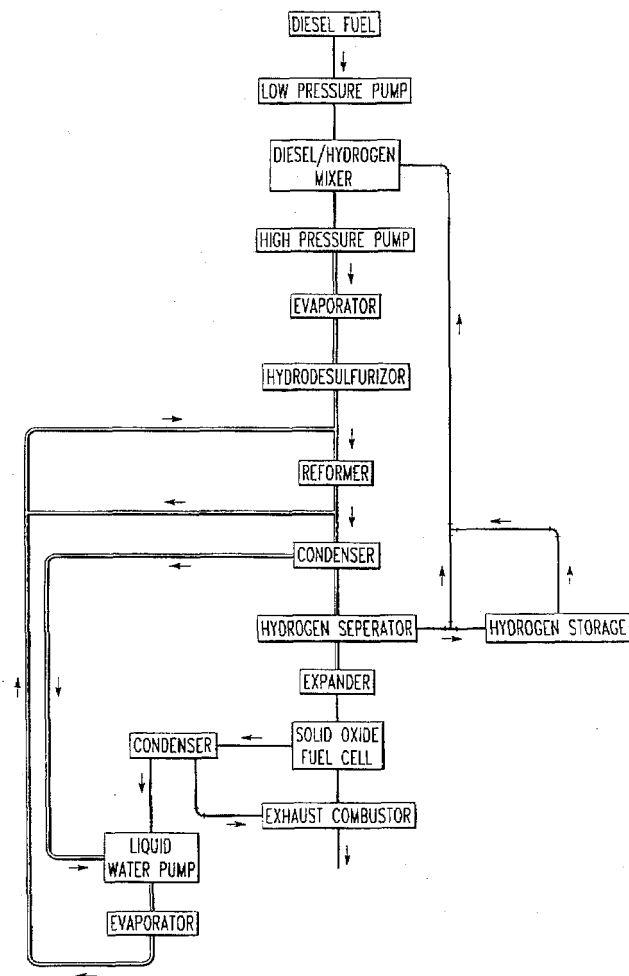 DIESEL FUEL
LOW PRESSURE PUMP
DIESEL/HYDROGEN
MIXER
HIGH PRESSURE PUMP
EVAPORATOR
HYDRODESULFURIZOR
REFORMER
CONDENSER
HYDROGEN SEPERATOR
HYDROGEN STORAGE
EXPANDER
SOLID OXIDE
FUEL CELL
CONDENSER
EXHAUST COMBUSTOR
LIQUID
WATER PUMP
EVAPORATOR